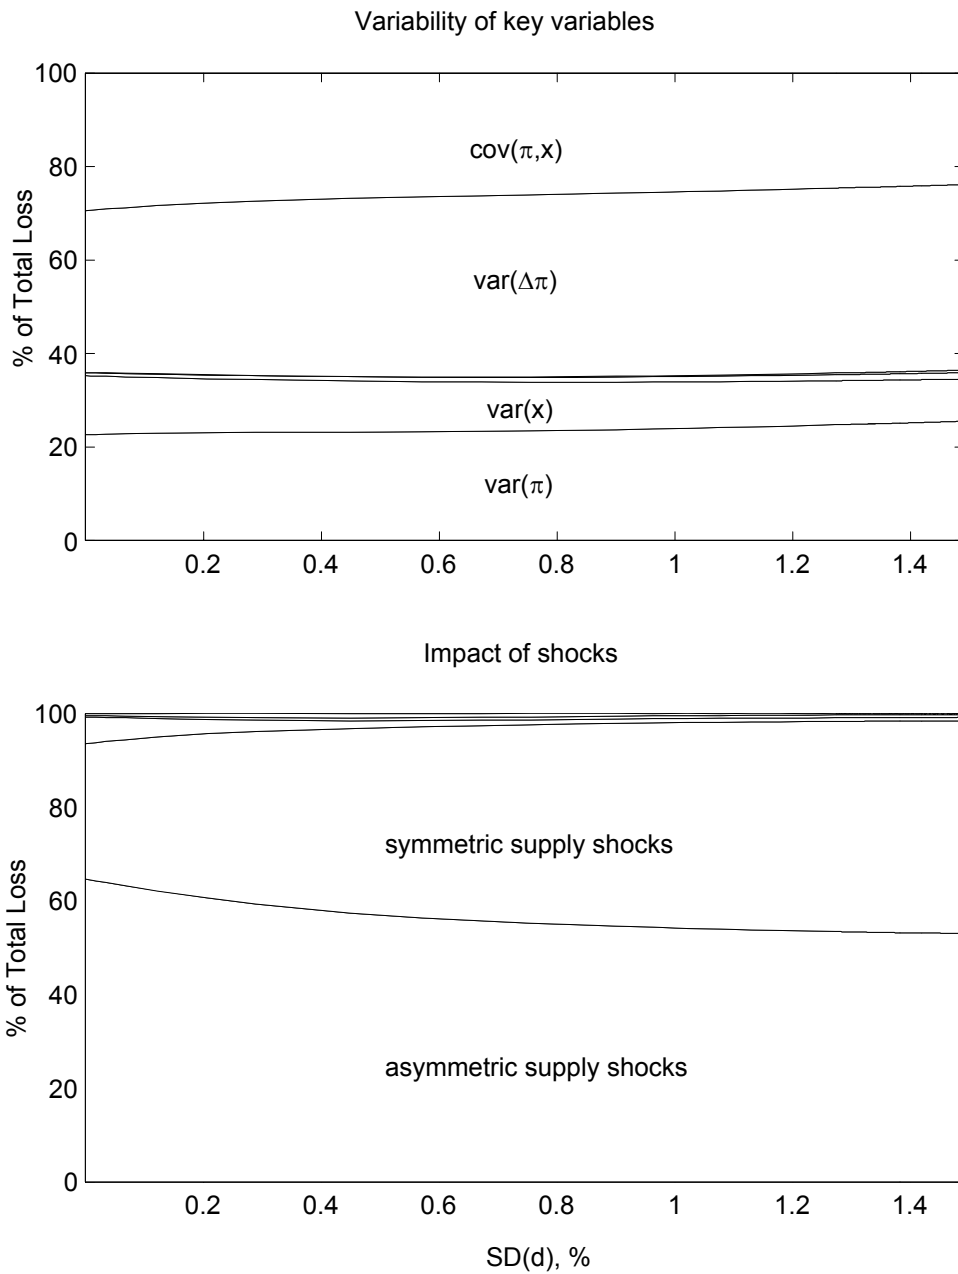 Variability of key variables
100
80
60
40
20
0
% of Total Loss
cov(π,x)
var(Δπ)
var(x)
var(π)
0.2 0.4 0.6 0.8 1 1.2 1.4
Impact of shocks
100
80
60
40
20
0
% of Total Loss
symmetric supply shocks
asymmetric supply shocks
0.2 0.4 0.6 0.8 1 1.2 1.4
SD(d), %